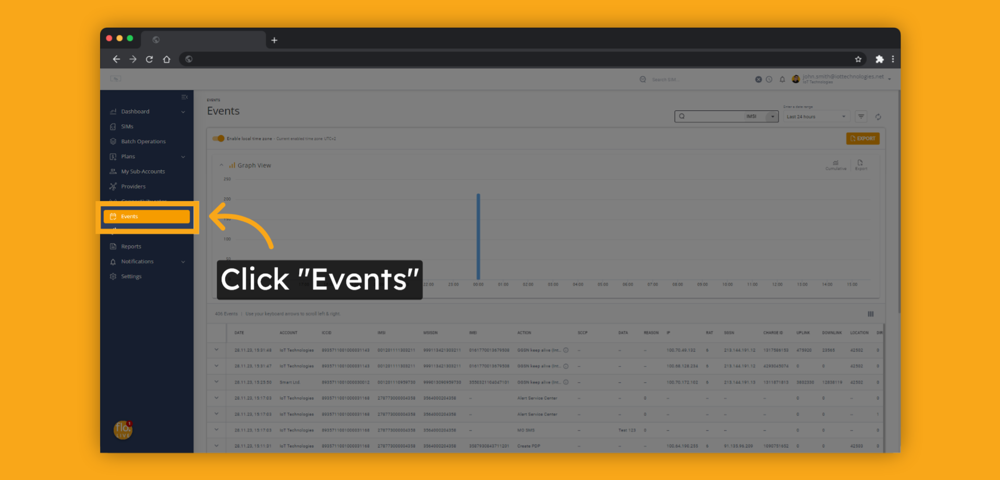 Search SIM...
john.smith@iottechnologies.net
IoT Technologies
Dashboard
SIMs
Batch Operations
Plans
My Sub-Accounts
Providers
Events
Reports
Notifications
Settings
flo.
LIVE
1
EVENTS
Events
IMSI
Enter a date range
Last 24 hours
Enable local time zone - Current enabled time zone UTC+2
EXPORT
Graph View
Cumulative
Export
250
200
150
100
50
Click "Events"
22:00 23:00 00:00 01:00 02:00 03:00 04:00 05:00 06:00 07:00 08:00 09:00 10:00 11:00 12:00 13:00 14:00 15:00
406 Events | Use your keyboard arrows to scroll left & right.
DATE ACCOUNT ICCID IMSI MSISDN IMEI ACTION SCCP DATA REASON IP RAT SGSN CHARGE ID UPLINK DOWNLINK LOCATION DIR
28.11.23, 15:31:48 IoT Technologies 8935711001000031143 001201111303211 999113421303211 0161770013679508 GGSN keep alive (Int... – – – 100.70.49.132 6 213.144.191.12 1317586153 475920 23565 42502 0
28.11.23, 15:31:47 IoT Technologies 8935711001000031143 001201111303211 999113421303211 0161770013679508 GGSN keep alive (Int... – – – 100.68.128.234 6 213.144.191.12 4293045074 0 0 42502 0
28.11.23, 15:25:50 Smart Ltd. 8935711001000030012 001201110959730 999013090959730 3550321104047101 GGSN keep alive (Int... – – – 100.70.172.102 6 213.144.191.13 1311871813 3802330 12838119 42502 0
28.11.23, 15:17:03 IoT Technologies 8935711001000031168 278773000004358 3564000204358 – Alert Service Center – – 0 – – – – 0 0 – 0
28.11.23, 15:17:03 IoT Technologies 8935711001000031168 278773000004358 3564000204358 – Alert Service Center – – 0 – – – – 0 0 – 1
28.11.23, 15:17:03 IoT Technologies 8935711001000031168 278773000004358 3564000204358 – MO SMS – Test 123 0 – – – – 0 0 – 0
28.11.23, 15:11:31 IoT Technologies 8935711001000031168 278773000004358 3564000204358 3587930843711201 Create PDP – – – 100.64.190.255 6 91.135.96.209 1090751652 0 0 42503 0